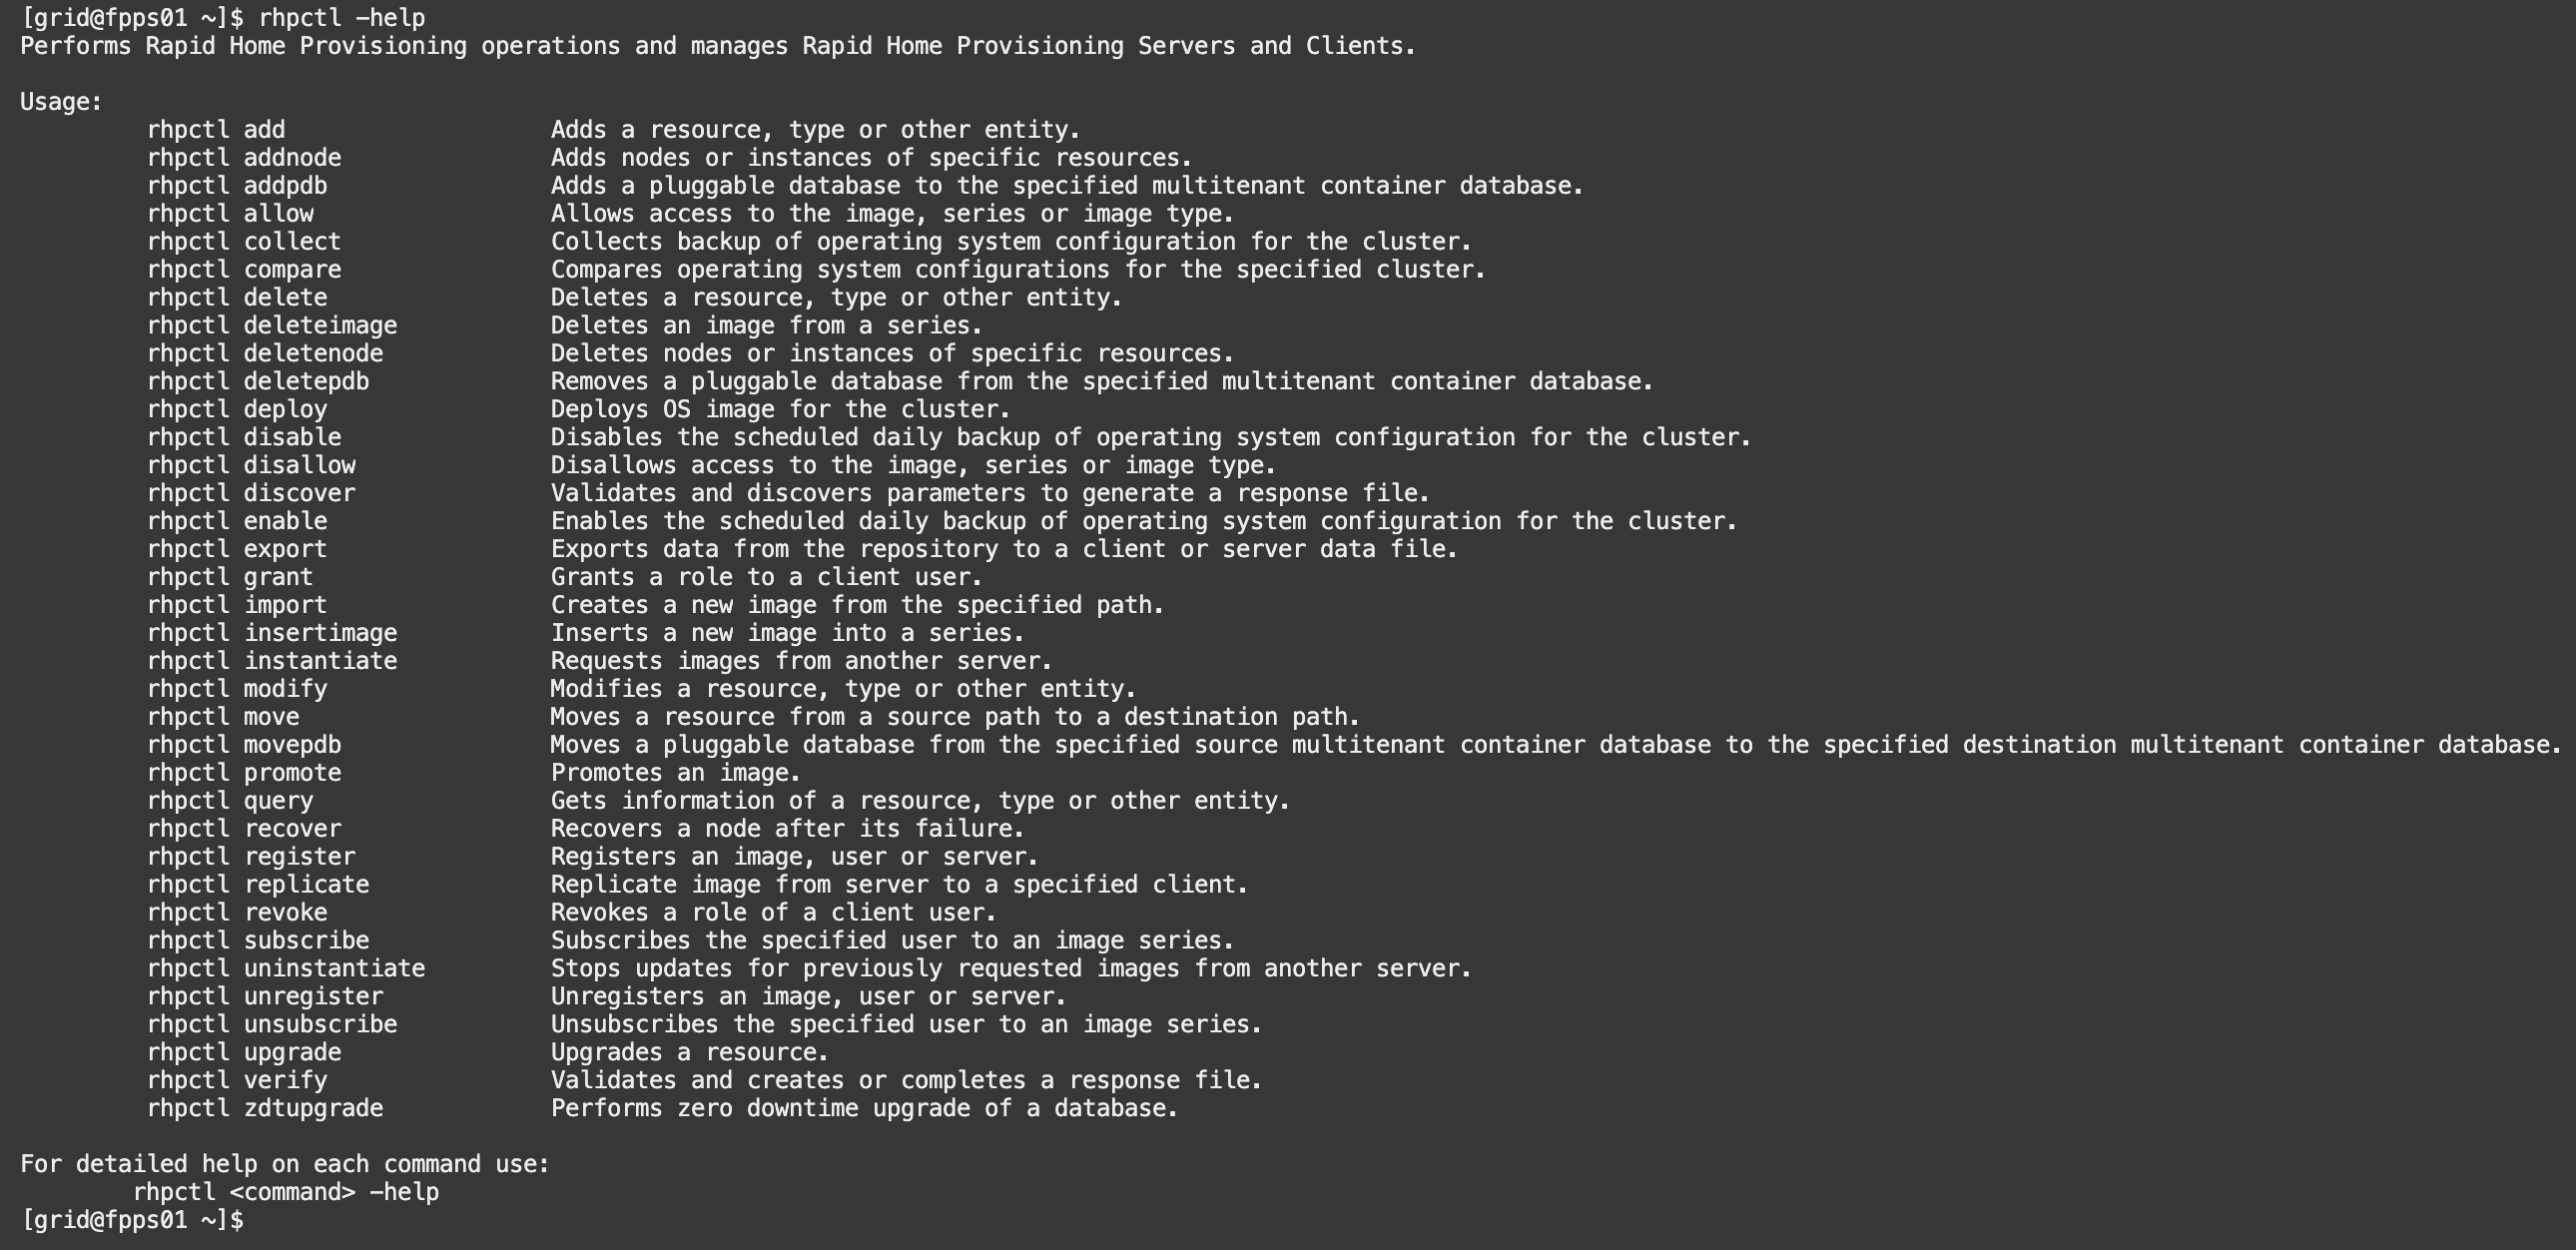 [grid@fpps01 ~]$ rhpctl -help
Performs Rapid Home Provisioning operations and manages Rapid Home Provisioning Servers and Clients.
Usage:
rhpctl add Adds a resource, type or other entity.
rhpctl addnode Adds nodes or instances of specific resources.
rhpctl addpdb Adds a pluggable database to the specified multitenant container database.
rhpctl allow Allows access to the image, series or image type.
rhpctl collect Collects backup of operating system configuration for the cluster.
rhpctl compare Compares operating system configurations for the specified cluster.
rhpctl delete Deletes a resource, type or other entity.
rhpctl deleteimage Deletes an image from a series.
rhpctl deletenode Deletes nodes or instances of specific resources.
rhpctl deletepdb Removes a pluggable database from the specified multitenant container database.
rhpctl deploy Deploys OS image for the cluster.
rhpctl disable Disables the scheduled daily backup of operating system configuration for the cluster.
rhpctl disallow Disallows access to the image, series or image type.
rhpctl discover Validates and discovers parameters to generate a response file.
rhpctl enable Enables the scheduled daily backup of operating system configuration for the cluster.
rhpctl export Exports data from the repository to a client or server data file.
rhpctl grant Grants a role to a client user.
rhpctl import Creates a new image from the specified path.
rhpctl insertimage Inserts a new image into a series.
rhpctl instantiate Requests images from another server.
rhpctl modify Modifies a resource, type or other entity.
rhpctl move Moves a resource from a source path to a destination path.
rhpctl movepdb Moves a pluggable database from the specified source multitenant container database to the specified destination multitenant container database.
rhpctl promote Promotes an image.
rhpctl query Gets information of a resource, type or other entity.
rhpctl recover Recovers a node after its failure.
rhpctl register Registers an image, user or server.
rhpctl replicate Replicate image from server to a specified client.
rhpctl revoke Revokes a role of a client user.
rhpctl subscribe Subscribes the specified user to an image series.
rhpctl uninstantiate Stops updates for previously requested images from another server.
rhpctl unregister Unregisters an image, user or server.
rhpctl unsubscribe Unsubscribes the specified user to an image series.
rhpctl upgrade Upgrades a resource.
rhpctl verify Validates and creates or completes a response file.
rhpctl zdtupgrade Performs zero downtime upgrade of a database.
For detailed help on each command use:
rhpctl <command> -help
[grid@fpps01 ~]$